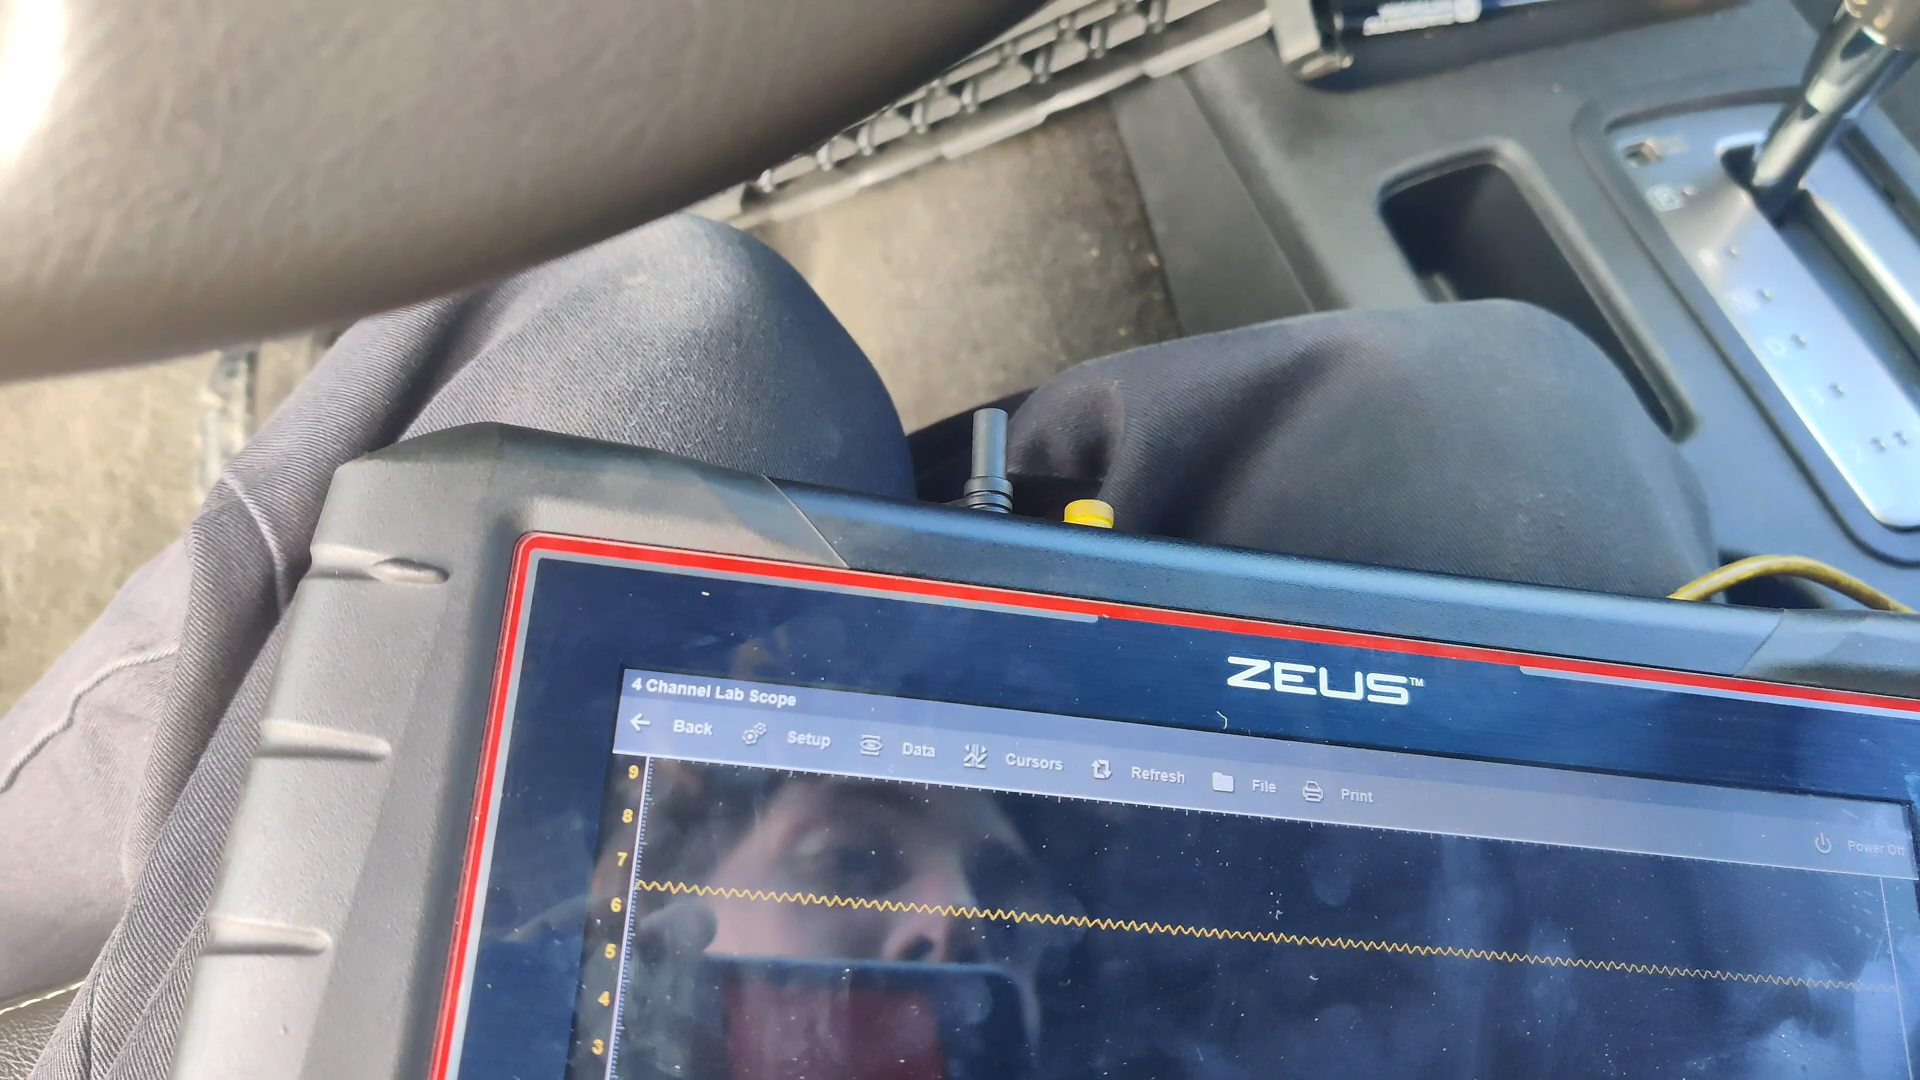 ZEUS™
4 Channel Lab Scope
Back Setup Data Cursors Refresh File Print Power Off
9
8
7
6
5
4
3